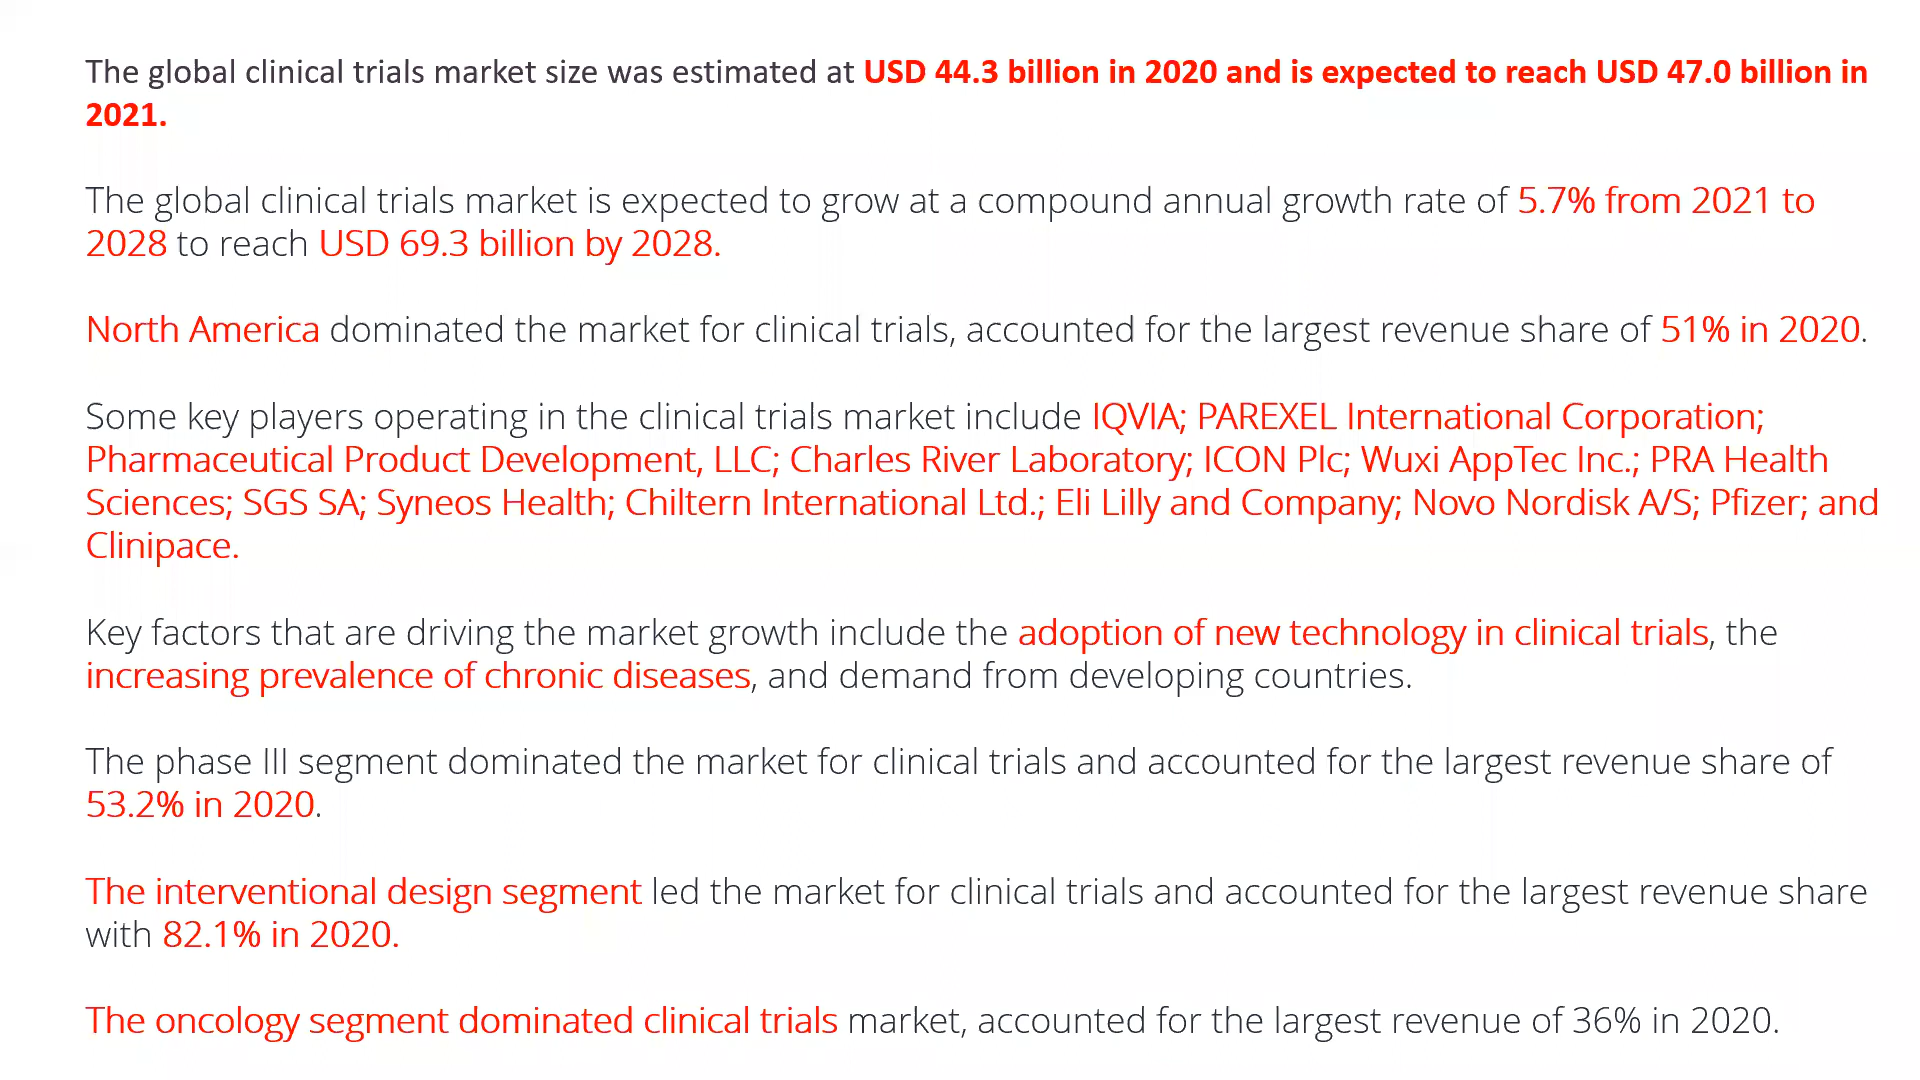 The global clinical trials market size was estimated at USD 44.3 billion in 2020 and is expected to reach USD 47.0 billion in
2021.
The global clinical trials market is expected to grow at a compound annual growth rate of 5.7% from 2021 to
2028 to reach USD 69.3 billion by 2028.
North America dominated the market for clinical trials, accounted for the largest revenue share of 51% in 2020.
Some key players operating in the clinical trials market include IQVIA; PAREXEL International Corporation;
Pharmaceutical Product Development, LLC; Charles River Laboratory; ICON Plc; Wuxi AppTec Inc.; PRA Health
Sciences; SGS SA; Syneos Health; Chiltern International Ltd.; Eli Lilly and Company; Novo Nordisk A/S; Pfizer; and
Clinipace.
Key factors that are driving the market growth include the adoption of new technology in clinical trials, the
increasing prevalence of chronic diseases, and demand from developing countries.
The phase III segment dominated the market for clinical trials and accounted for the largest revenue share of
53.2% in 2020.
The interventional design segment led the market for clinical trials and accounted for the largest revenue share
with 82.1% in 2020.
The oncology segment dominated clinical trials market, accounted for the largest revenue of 36% in 2020.